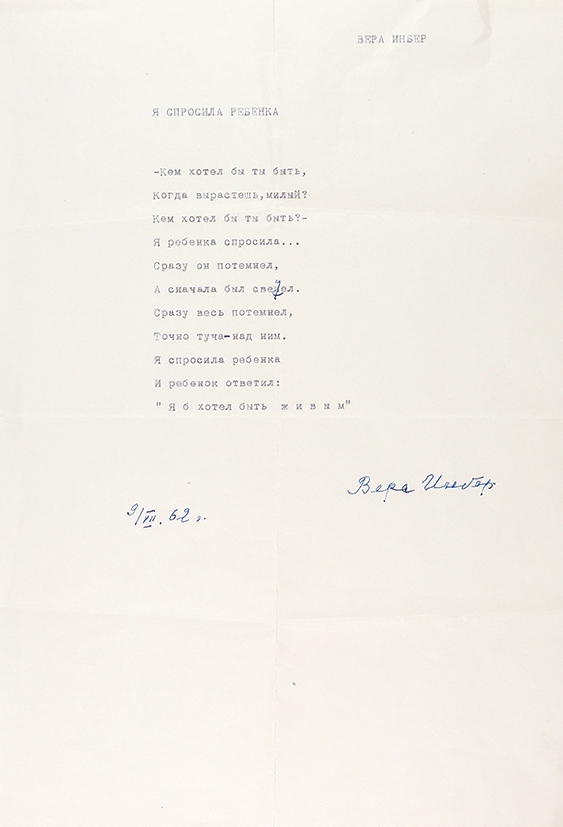 ВЕРА ИНБЕР
Я СПРОСИЛА РЕБЕНКА
-Кем хотел бы ты быть,
Когда вырастешь,милый?
Кем хотел бы ты быть?-
Я ребенка спросила...
Сразу он потемнел,
А сначала был светел.
Сразу весь потемнел,
Точно туча-над ним.
Я спросила ребенка
И ребенок ответил:
"Я б хотел быть ж и в ы м"
Вера Инбер
9/VII.62 г.